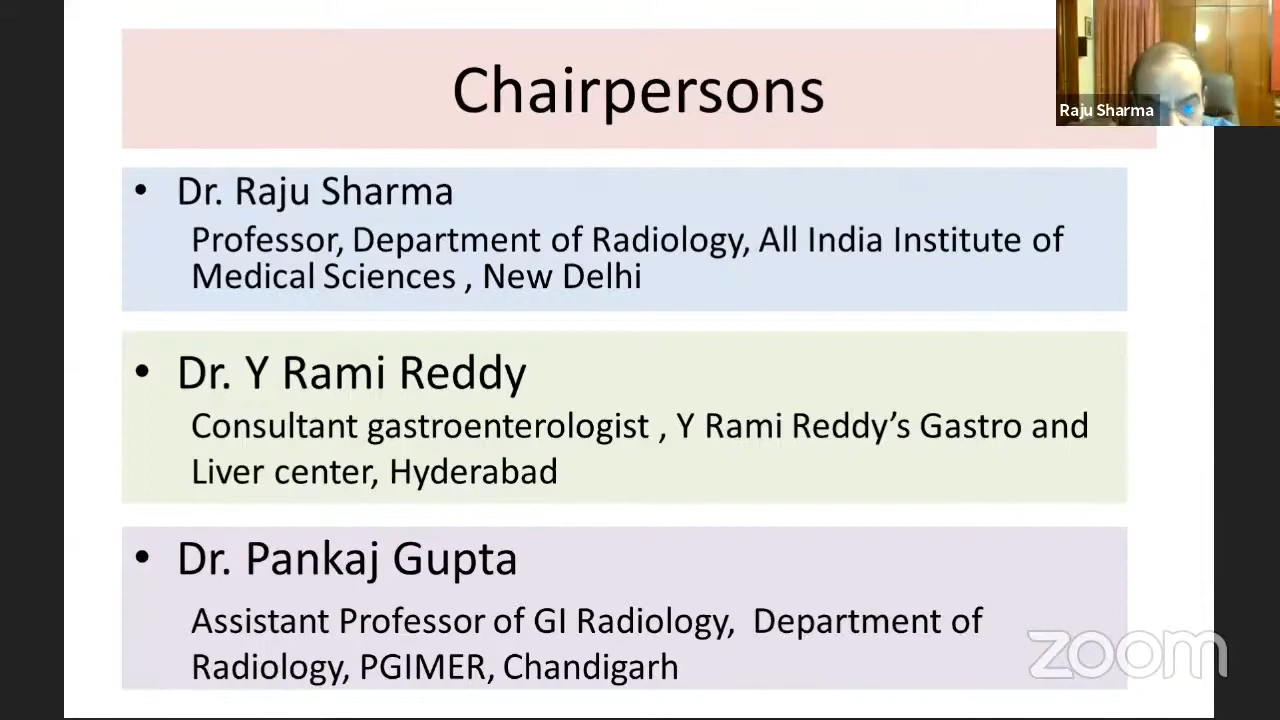 Chairpersons
Raju Sharma
• Dr. Raju Sharma
Professor, Department of Radiology, All India Institute of
Medical Sciences , New Delhi
• Dr. Y Rami Reddy
Consultant gastroenterologist , Y Rami Reddy’s Gastro and
Liver center, Hyderabad
• Dr. Pankaj Gupta
Assistant Professor of GI Radiology, Department of
Radiology, PGIMER, Chandigarh
zoom